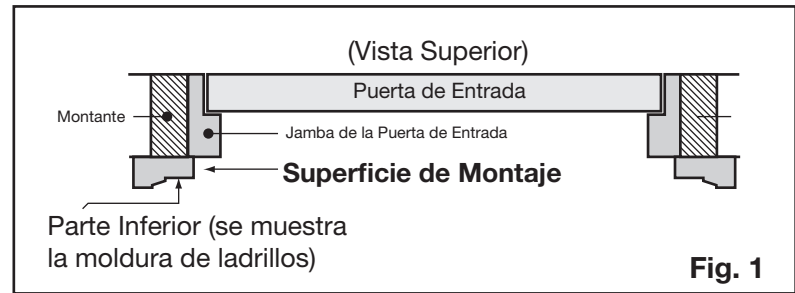 (Vista Superior)
Puerta de Entrada
Montante
Jamba de la Puerta de Entrada
Superficie de Montaje
Parte Inferior (se muestra
la moldura de ladrillos)
Fig. 1